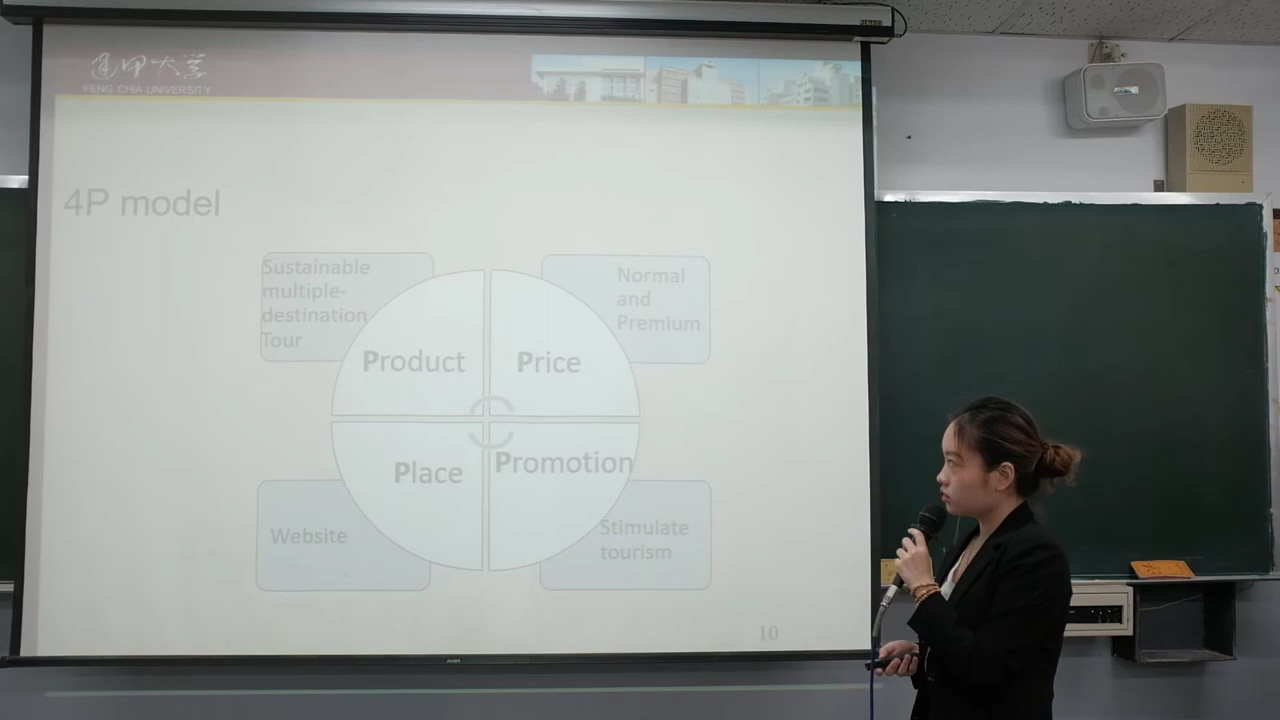 逢甲大學
FENG CHIA UNIVERSITY
4P model
Sustainable
multiple-
destination
Tour
Normal
and
Premium
Product
Price
Place
Promotion
Website
Stimulate
tourism
10